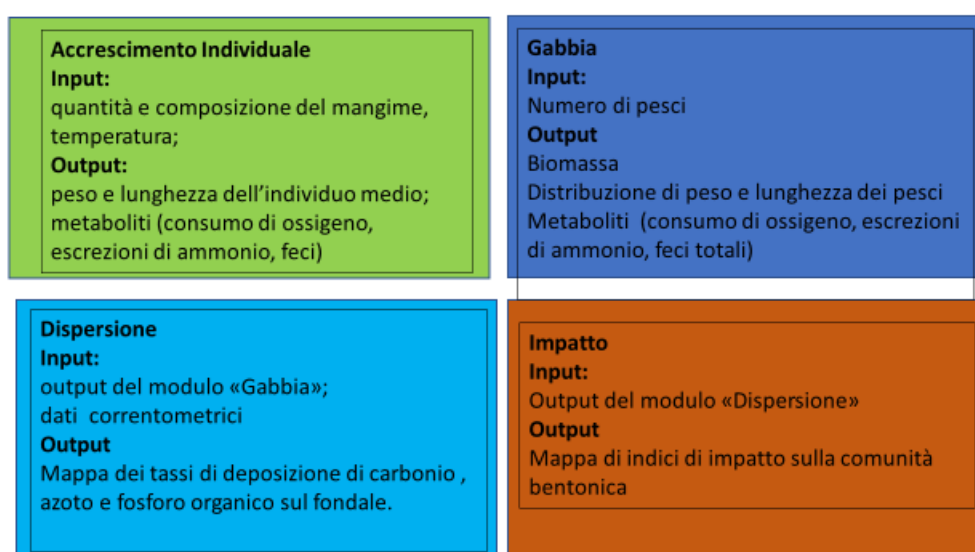 Accrescimento Individuale
Input:
quantità e composizione del mangime,
temperatura;
Output:
peso e lunghezza dell'individuo medio;
metaboliti (consumo di ossigeno,
escrezioni di ammonio, feci)
Gabbia
Input:
Numero di pesci
Output
Biomassa
Distribuzione di peso e lunghezza dei pesci
Metaboliti (consumo di ossigeno, escrezioni
di ammonio, feci totali)
Dispersione
Input:
output del modulo «Gabbia»;
dati correntometrici
Output
Mappa dei tassi di deposizione di carbonio ,
azoto e fosforo organico sul fondale.
Impatto
Input:
Output del modulo «Dispersione»
Output
Mappa di indici di impatto sulla comunità
bentonica